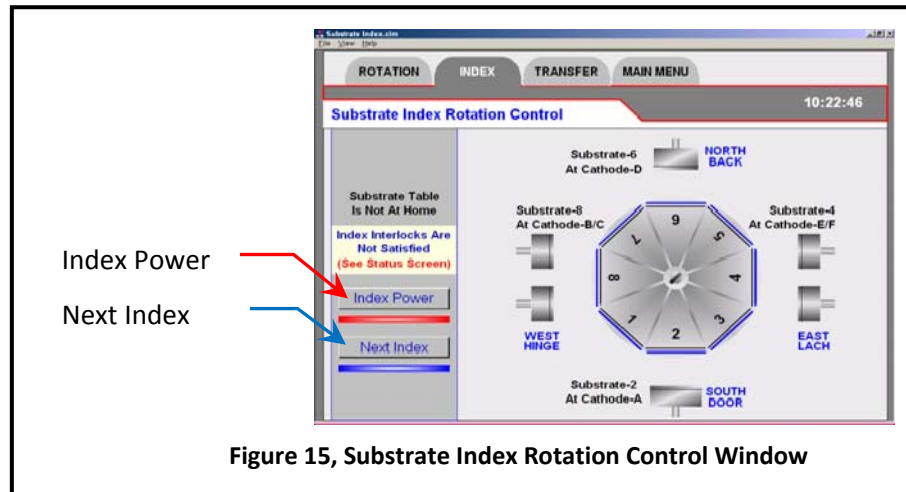 Substrate Index.sim
File View Help
ROTATION INDEX TRANSFER MAIN MENU
10:22:46
Substrate Index Rotation Control
Substrate-6
At Cathode-D
NORTH
BACK
Substrate Table
Is Not At Home
Index Interlocks Are
Not Satisfied
(See Status Screen)
Index Power
Next Index
Substrate-8
At Cathode-B/C
Substrate-4
At Cathode-E/F
6
7
5
8
4
1
3
2
WEST
HINGE
EAST
LACH
Substrate-2
At Cathode-A
SOUTH
DOOR
Index Power
Next Index
Figure 15, Substrate Index Rotation Control Window